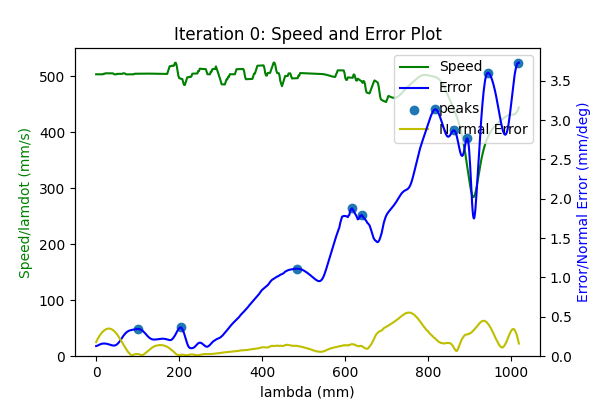 Iteration 0: Speed and Error Plot
Speed
Error
peaks
Normal Error
Speed/lamdot (mm/s)
0
100
200
300
400
500
Error/Normal Error (mm/deg)
0.0
0.5
1.0
1.5
2.0
2.5
3.0
3.5
0
200
400
600
800
1000
lambda (mm)